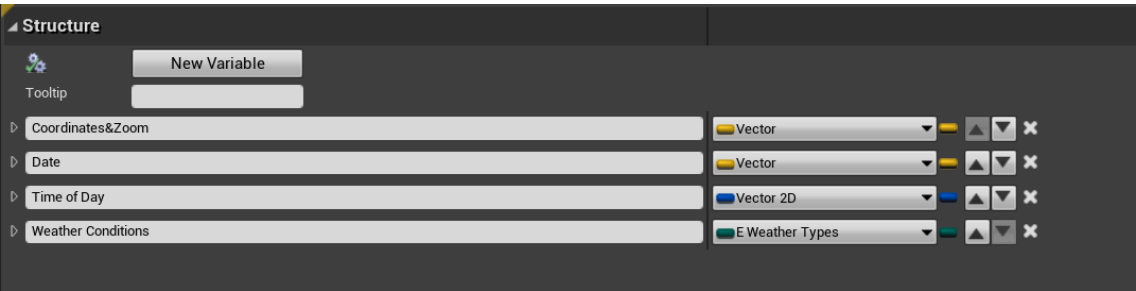 Structure
New Variable
Tooltip
Coordinates&Zoom Vector
Date Vector
Time of Day Vector 2D
Weather Conditions E Weather Types